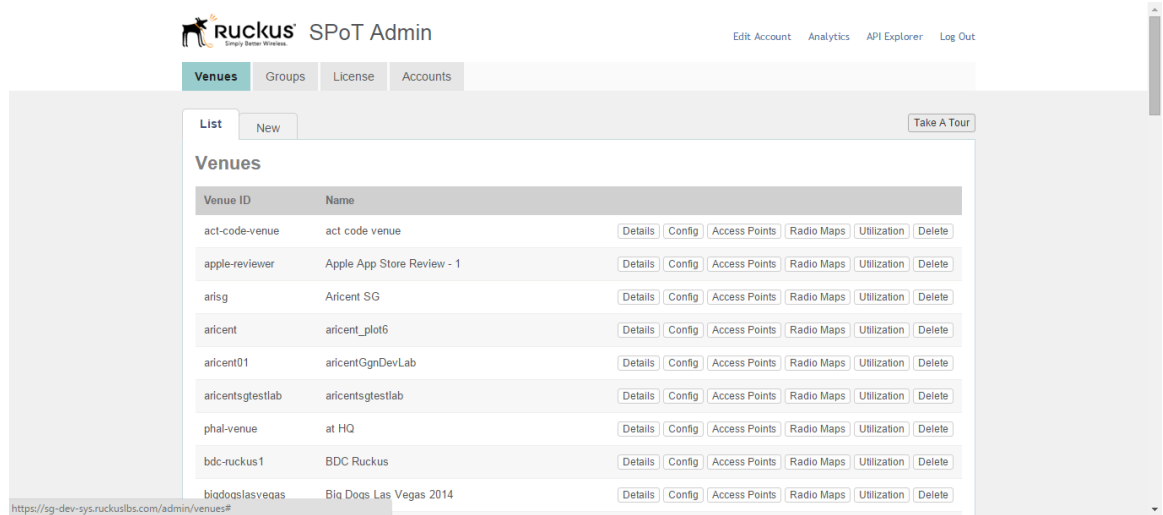 Ruckus SPoT Admin
Simply Better Wireless.
Edit Account Analytics API Explorer Log Out
Venues Groups License Accounts
List New Take A Tour
Venues
Venue ID Name
act-code-venue act code venue Details Config Access Points Radio Maps Utilization Delete
apple-reviewer Apple App Store Review - 1 Details Config Access Points Radio Maps Utilization Delete
arisg Aricent SG Details Config Access Points Radio Maps Utilization Delete
aricent aricent_plot6 Details Config Access Points Radio Maps Utilization Delete
aricent01 aricentGgnDevLab Details Config Access Points Radio Maps Utilization Delete
aricentsgtestlab aricentsgtestlab Details Config Access Points Radio Maps Utilization Delete
phal-venue at HQ Details Config Access Points Radio Maps Utilization Delete
bdc-ruckus1 BDC Ruckus Details Config Access Points Radio Maps Utilization Delete
bigdogslasvegas Big Dogs Las Vegas 2014 Details Config Access Points Radio Maps Utilization Delete
https://sg-dev-sys.ruckuslbs.com/admin/venues#